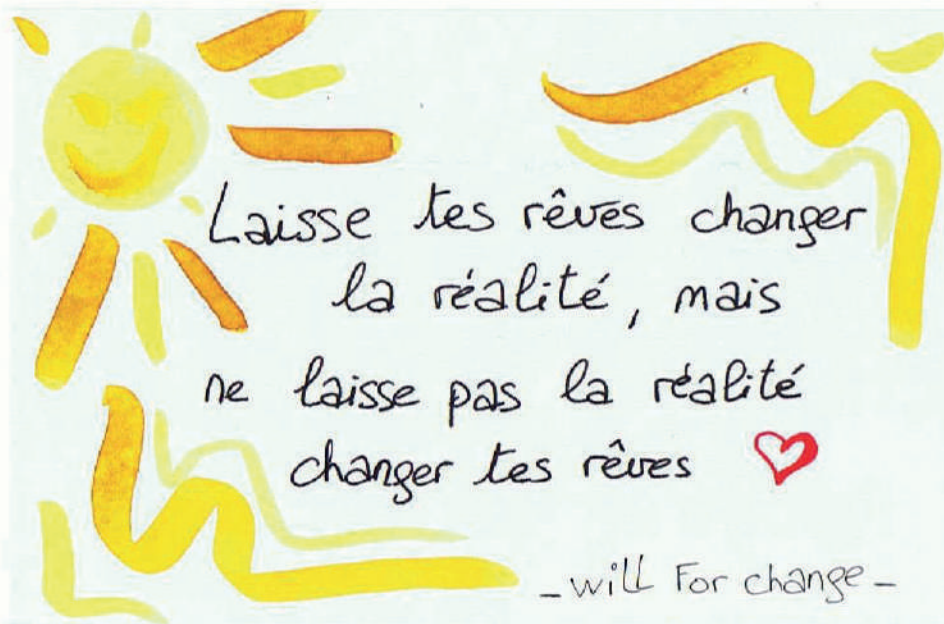 Laisse tes rêves changer
la réalité, mais
ne laisse pas la réalité
changer tes rêves
- will For change -